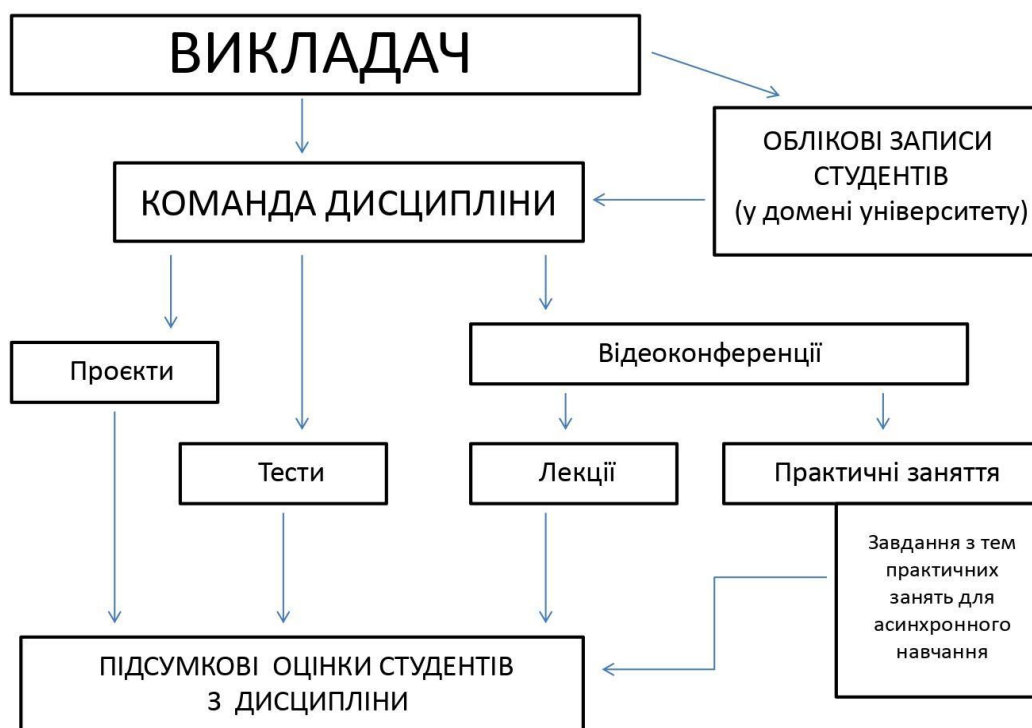 ВИКЛАДАЧ
ОБЛІКОВІ ЗАПИСИ
СТУДЕНТІВ
(у домені університету)
КОМАНДА ДИСЦИПЛІНИ
Проєкти
Відеоконференції
Тести
Лекції
Практичні заняття
Завдання з тем
практичних
занять для
асинхронного
навчання
ПІДСУМКОВІ  ОЦІНКИ СТУДЕНТІВ
З  ДИСЦИПЛІНИ